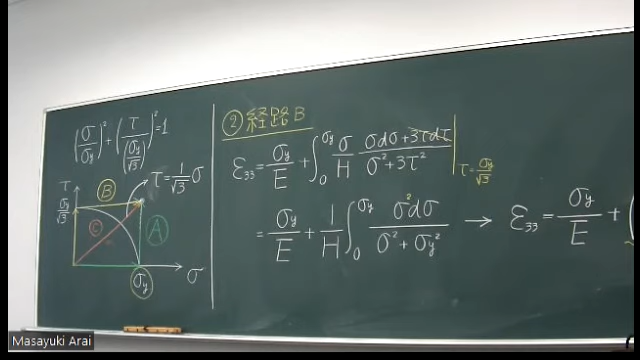 (σ/σy)² + (τ/(σy/√3))² = 1
τ
σy/√3
B
τ = 1/√3 σ
C
A
σy
σ
② 経路B
ε33 = σy/E + ∫0^σy σ/H (σdσ + 3τdτ)/(σ² + 3τ²) | τ = σy/√3
= σy/E + 1/H ∫0^σy σ²dσ/(σ² + σy²) → ε33 = σy/E + (
Masayuki Arai